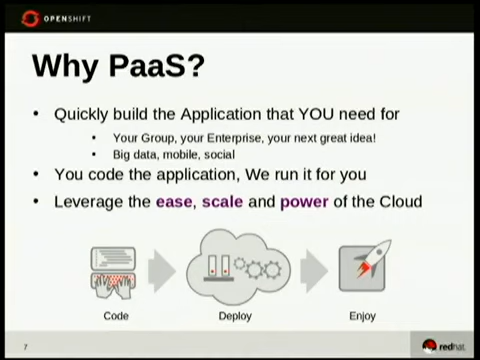 OPENSHIFT
Why PaaS?
• Quickly build the Application that YOU need for
• Your Group, your Enterprise, your next great idea!
• Big data, mobile, social
• You code the application, We run it for you
• Leverage the ease, scale and power of the Cloud
Code
Deploy
Enjoy
7
redhat.